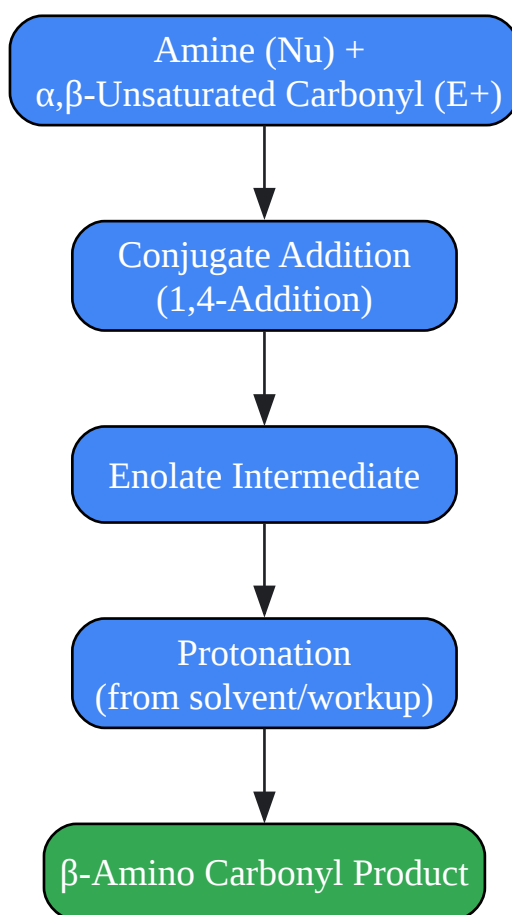 Amine (Nu) +
α,β-Unsaturated Carbonyl (E+)
Conjugate Addition
(1,4-Addition)
Enolate Intermediate
Protonation
(from solvent/workup)
β-Amino Carbonyl Product